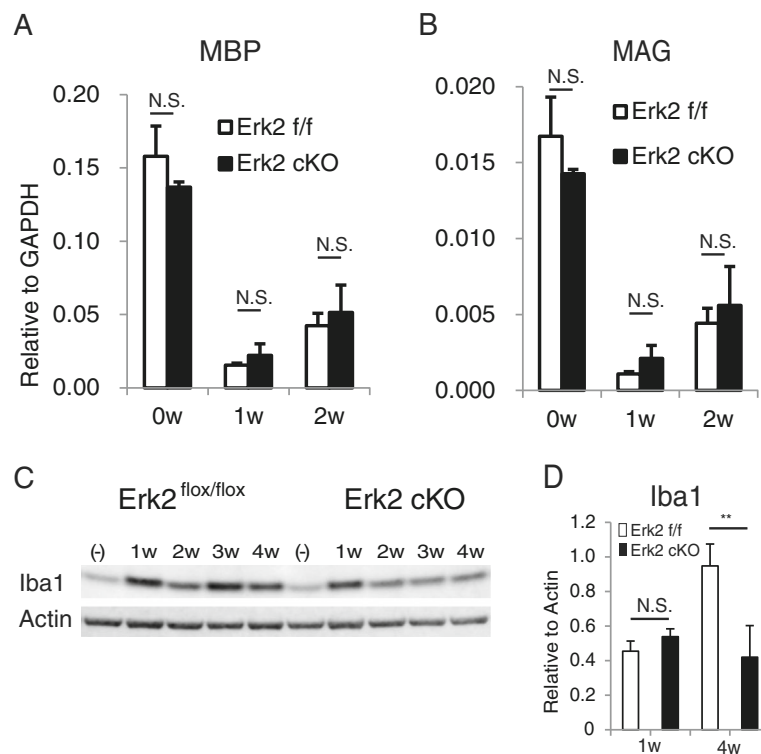 A
MBP
Relative to GAPDH
0.20
0.15
0.10
0.05
0.00
N.S.
N.S.
N.S.
Erk2 f/f
Erk2 cKO
0w 1w 2w
B
MAG
0.020
0.015
0.010
0.005
0.000
N.S.
N.S.
N.S.
Erk2 f/f
Erk2 cKO
0w 1w 2w
C
Erk2 flox/flox Erk2 cKO
(-) 1w 2w 3w 4w (-) 1w 2w 3w 4w
Iba1
Actin
D
Iba1
Relative to Actin
1.2
1.0
0.8
0.6
0.4
0.2
0
Erk2 f/f
Erk2 cKO
**
N.S.
1w 4w